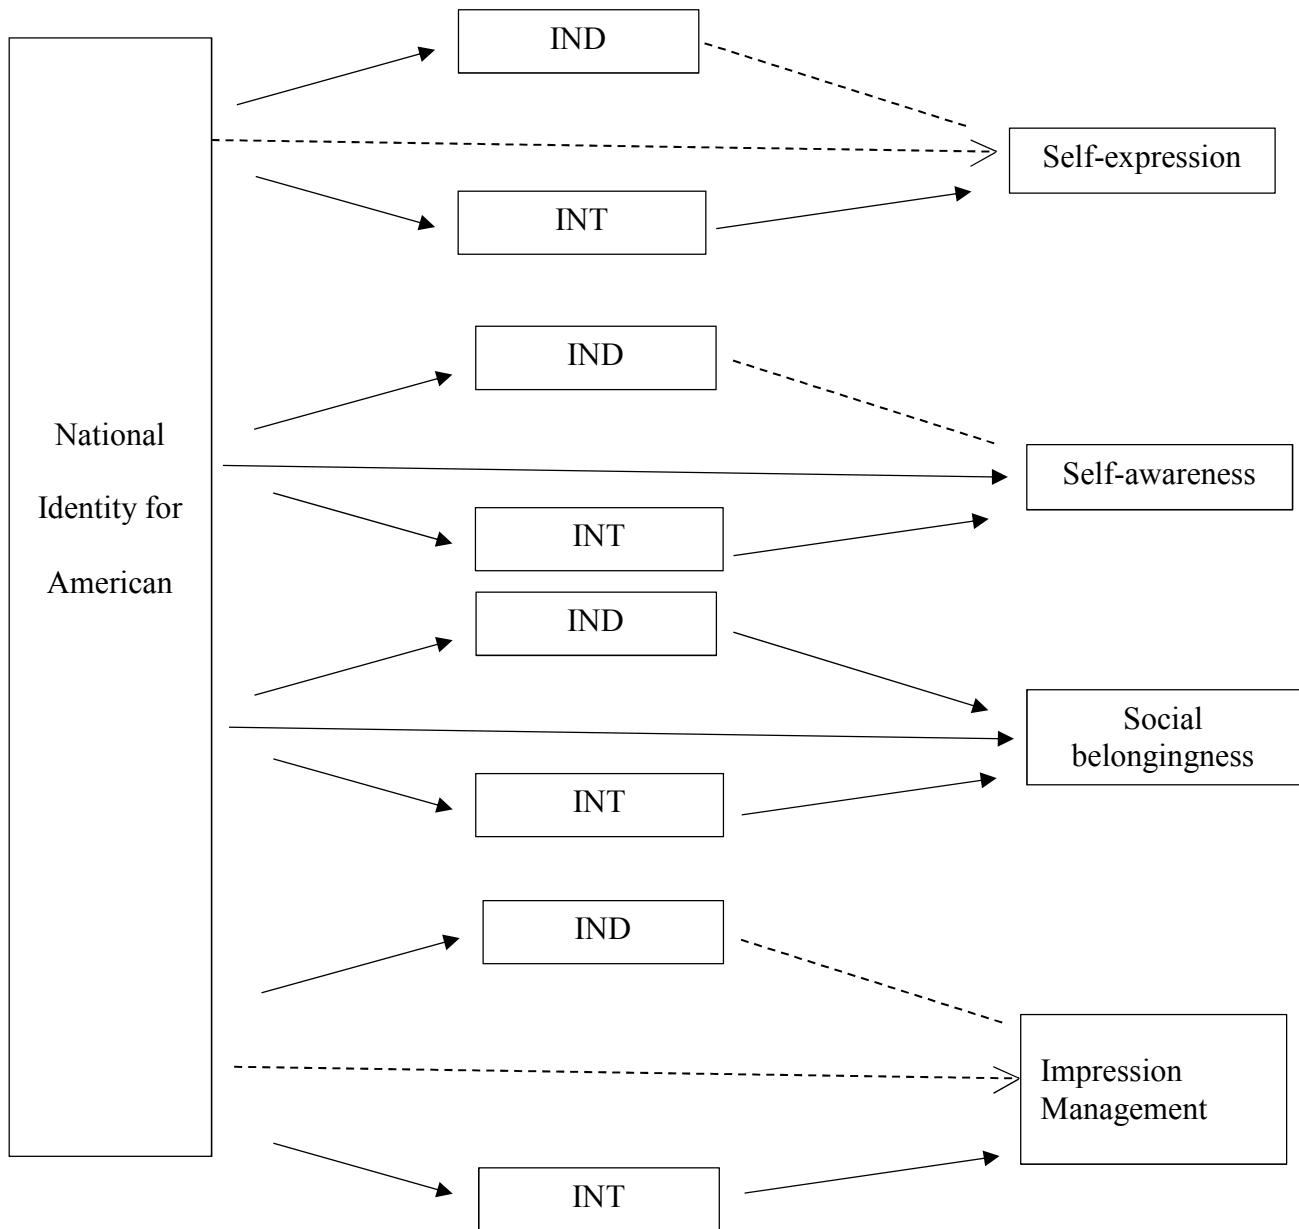 IND
Self-expression
INT
IND
National
Identity for
American
Self-awareness
INT
IND
Social
belongingness
INT
IND
Impression
Management
INT